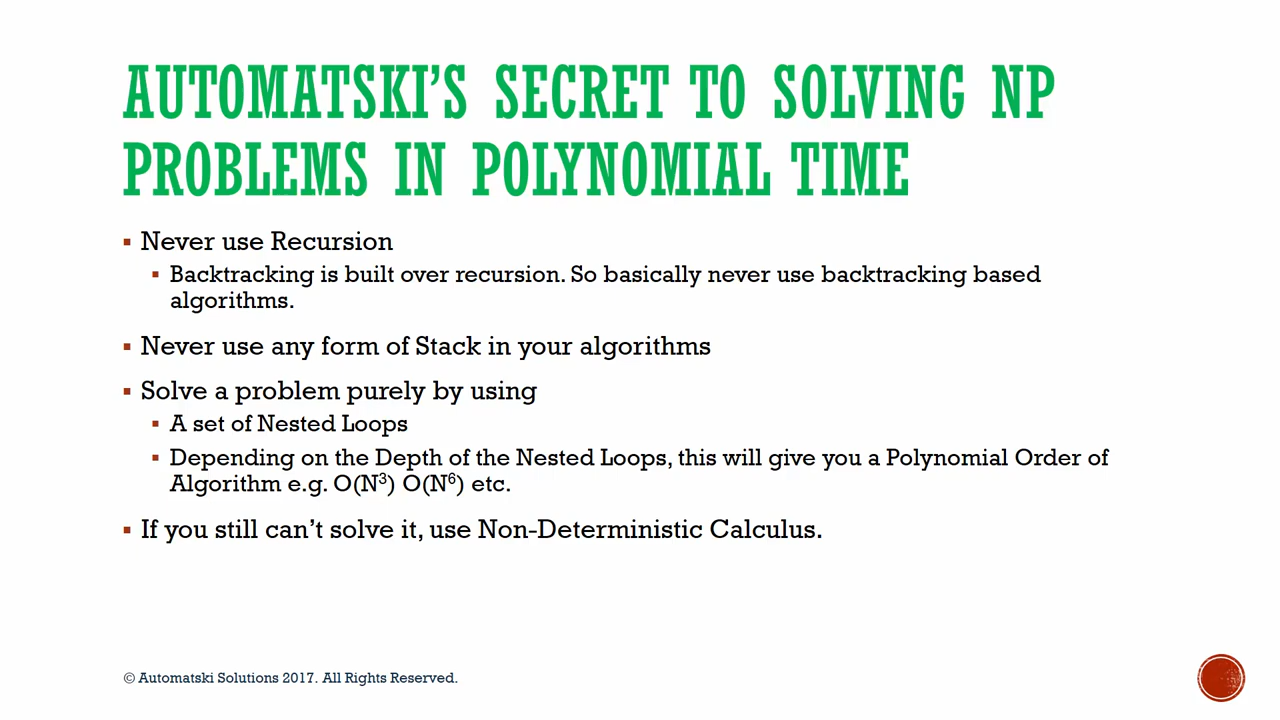 AUTOMATSKI’S SECRET TO SOLVING NP
PROBLEMS IN POLYNOMIAL TIME
▪ Never use Recursion
▪ Backtracking is built over recursion. So basically never use backtracking based
algorithms.
▪ Never use any form of Stack in your algorithms
▪ Solve a problem purely by using
▪ A set of Nested Loops
▪ Depending on the Depth of the Nested Loops, this will give you a Polynomial Order of
Algorithm e.g. O(N³) O(N⁶) etc.
▪ If you still can’t solve it, use Non-Deterministic Calculus.
© Automatski Solutions 2017. All Rights Reserved.